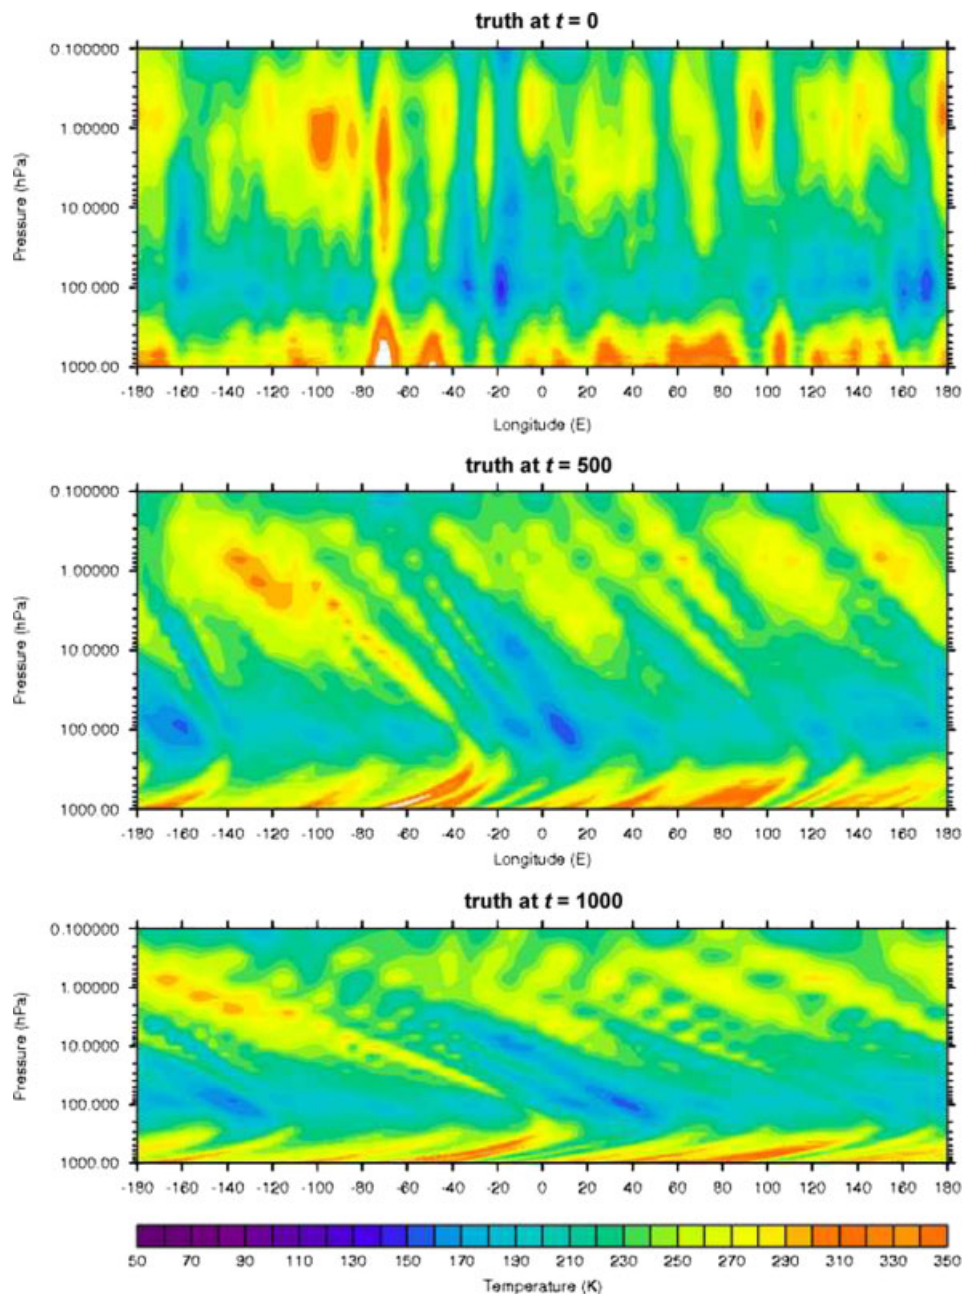 truth at t = 0
0.100000
1.00000
10.0000
100.000
1000.00
Pressure (hPa)
-180 -160 -140 -120 -100 -80 -60 -40 -20 0 20 40 60 80 100 120 140 160 180
Longitude (E)
truth at t = 500
0.100000
1.00000
10.0000
100.000
1000.00
Pressure (hPa)
-180 -160 -140 -120 -100 -80 -60 -40 -20 0 20 40 60 80 100 120 140 160 180
Longitude (E)
truth at t = 1000
0.100000
1.00000
10.0000
100.000
1000.00
Pressure (hPa)
-180 -160 -140 -120 -100 -80 -60 -40 -20 0 20 40 60 80 100 120 140 160 180
50 70 90 110 130 150 170 190 210 230 250 270 290 310 330 350
Temperature (K)